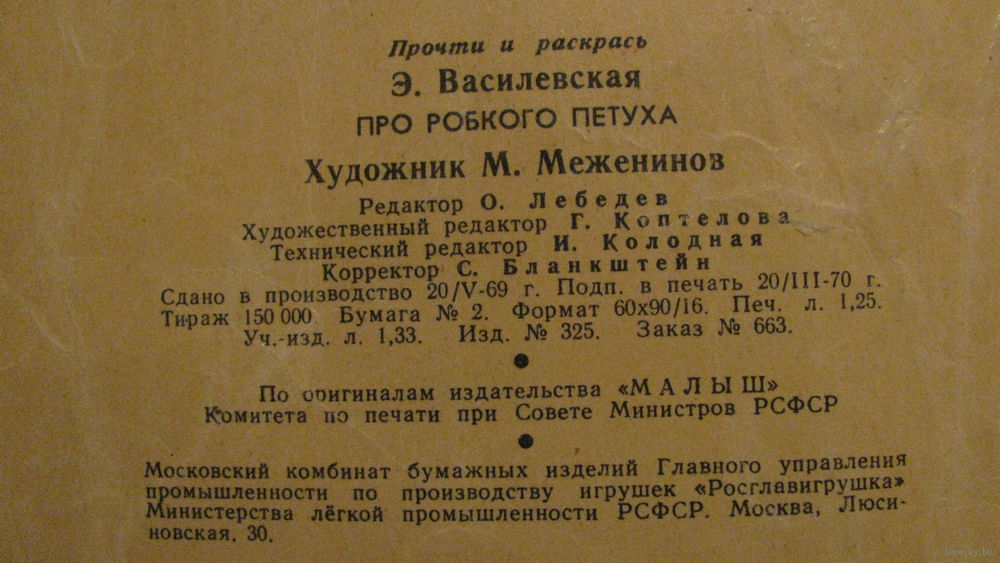 Прочти и раскрась
Э. Василевская
ПРО РОБКОГО ПЕТУХА
Художник М. Меженинов
Редактор О. Лебедев
Художественный редактор Г. Коптелова
Технический редактор И. Колодная
Корректор С. Бланкштейн
Сдано в производство 20/V-69 г. Подп. в печать 20/III-70 г.
Тираж 150 000. Бумага № 2. Формат 60х90/16. Печ. л. 1,25.
Уч.-изд. л. 1,33. Изд. № 325. Заказ № 663.
По оригиналам издательства «МАЛЫШ»
Комитета по печати при Совете Министров РСФСР
Московский комбинат бумажных изделий Главного управления
промышленности по производству игрушек «Росглавигрушка»
Министерства лёгкой промышленности РСФСР. Москва, Люси-
новская, 30.
www.ay.by